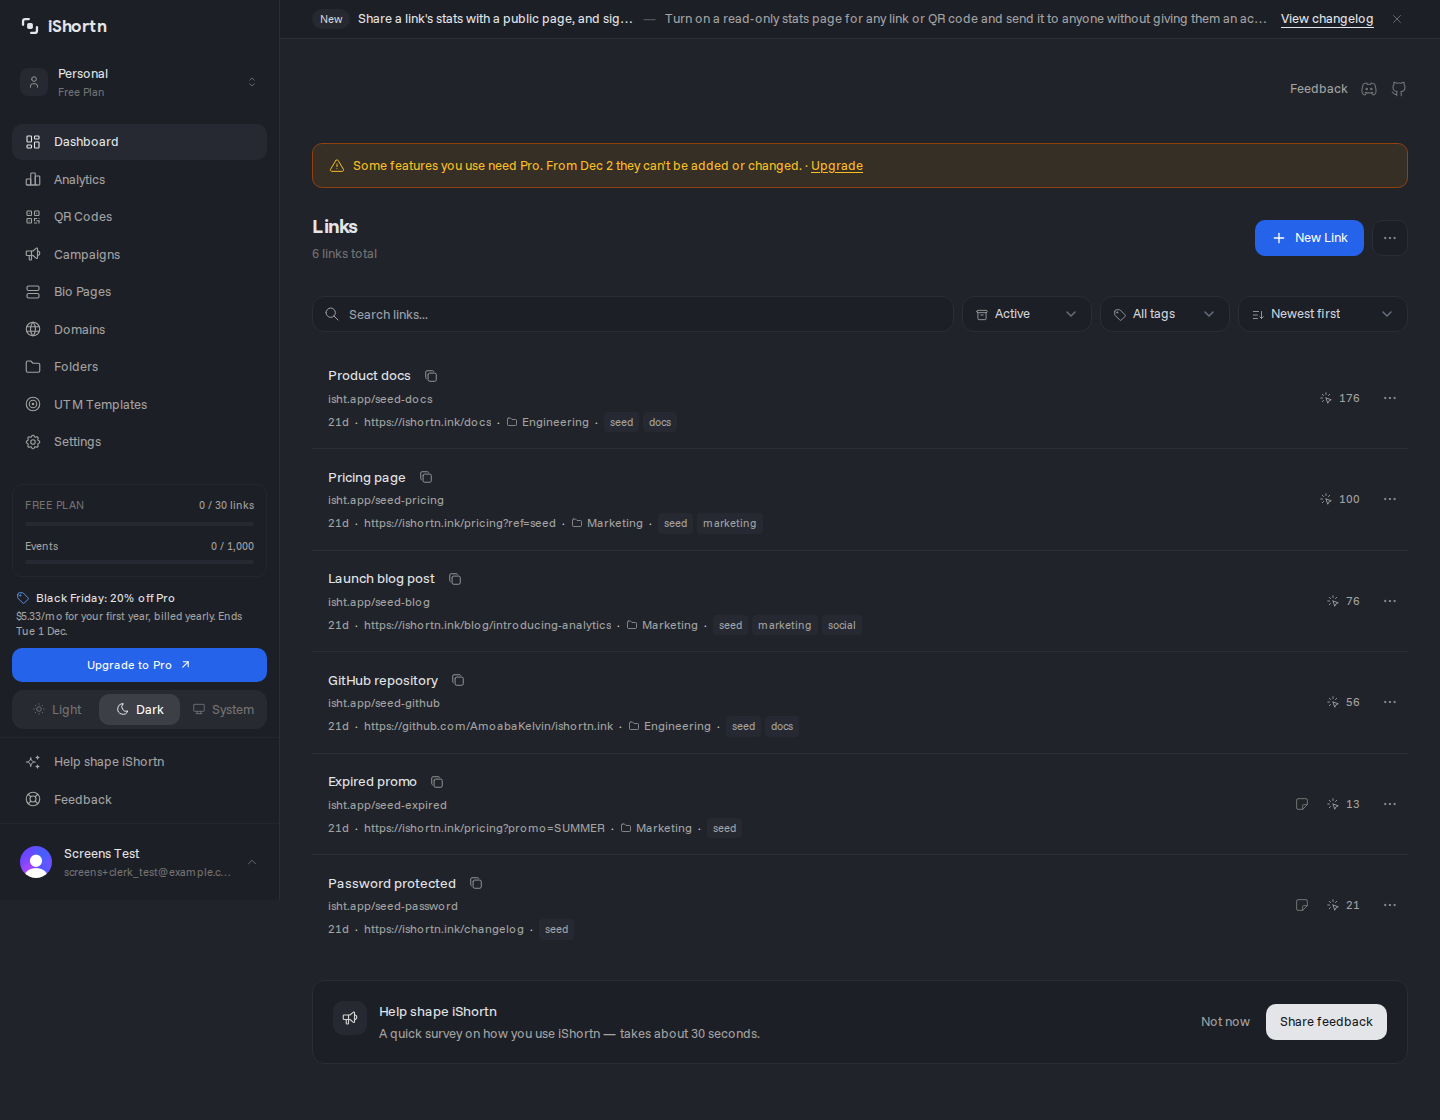 iShortn
Personal
Free Plan
Dashboard
Analytics
QR Codes
Campaigns
Bio Pages
Domains
Folders
UTM Templates
Settings
FREE PLAN 0 / 30 links
Events 0 / 1,000
Black Friday: 20% off Pro
$5.33/mo for your first year, billed yearly. Ends
Tue 1 Dec.
Upgrade to Pro
Light Dark System
Help shape iShortn
Feedback
Screens Test
screens+clerk_test@example.c...
New Share a link's stats with a public page, and sig... — Turn on a read-only stats page for any link or QR code and send it to anyone without giving them an ac... View changelog
Feedback
Some features you use need Pro. From Dec 2 they can't be added or changed. · Upgrade
Links
6 links total
New Link
Search links...
Active
All tags
Newest first
Product docs
isht.app/seed-docs
176
21d · https://ishortn.ink/docs · Engineering · seed docs
Pricing page
isht.app/seed-pricing
100
21d · https://ishortn.ink/pricing?ref=seed · Marketing · seed marketing
Launch blog post
isht.app/seed-blog
76
21d · https://ishortn.ink/blog/introducing-analytics · Marketing · seed marketing social
GitHub repository
isht.app/seed-github
56
21d · https://github.com/AmoabaKelvin/ishortn.ink · Engineering · seed docs
Expired promo
isht.app/seed-expired
13
21d · https://ishortn.ink/pricing?promo=SUMMER · Marketing · seed
Password protected
isht.app/seed-password
21
21d · https://ishortn.ink/changelog · seed
Help shape iShortn
A quick survey on how you use iShortn — takes about 30 seconds.
Not now
Share feedback